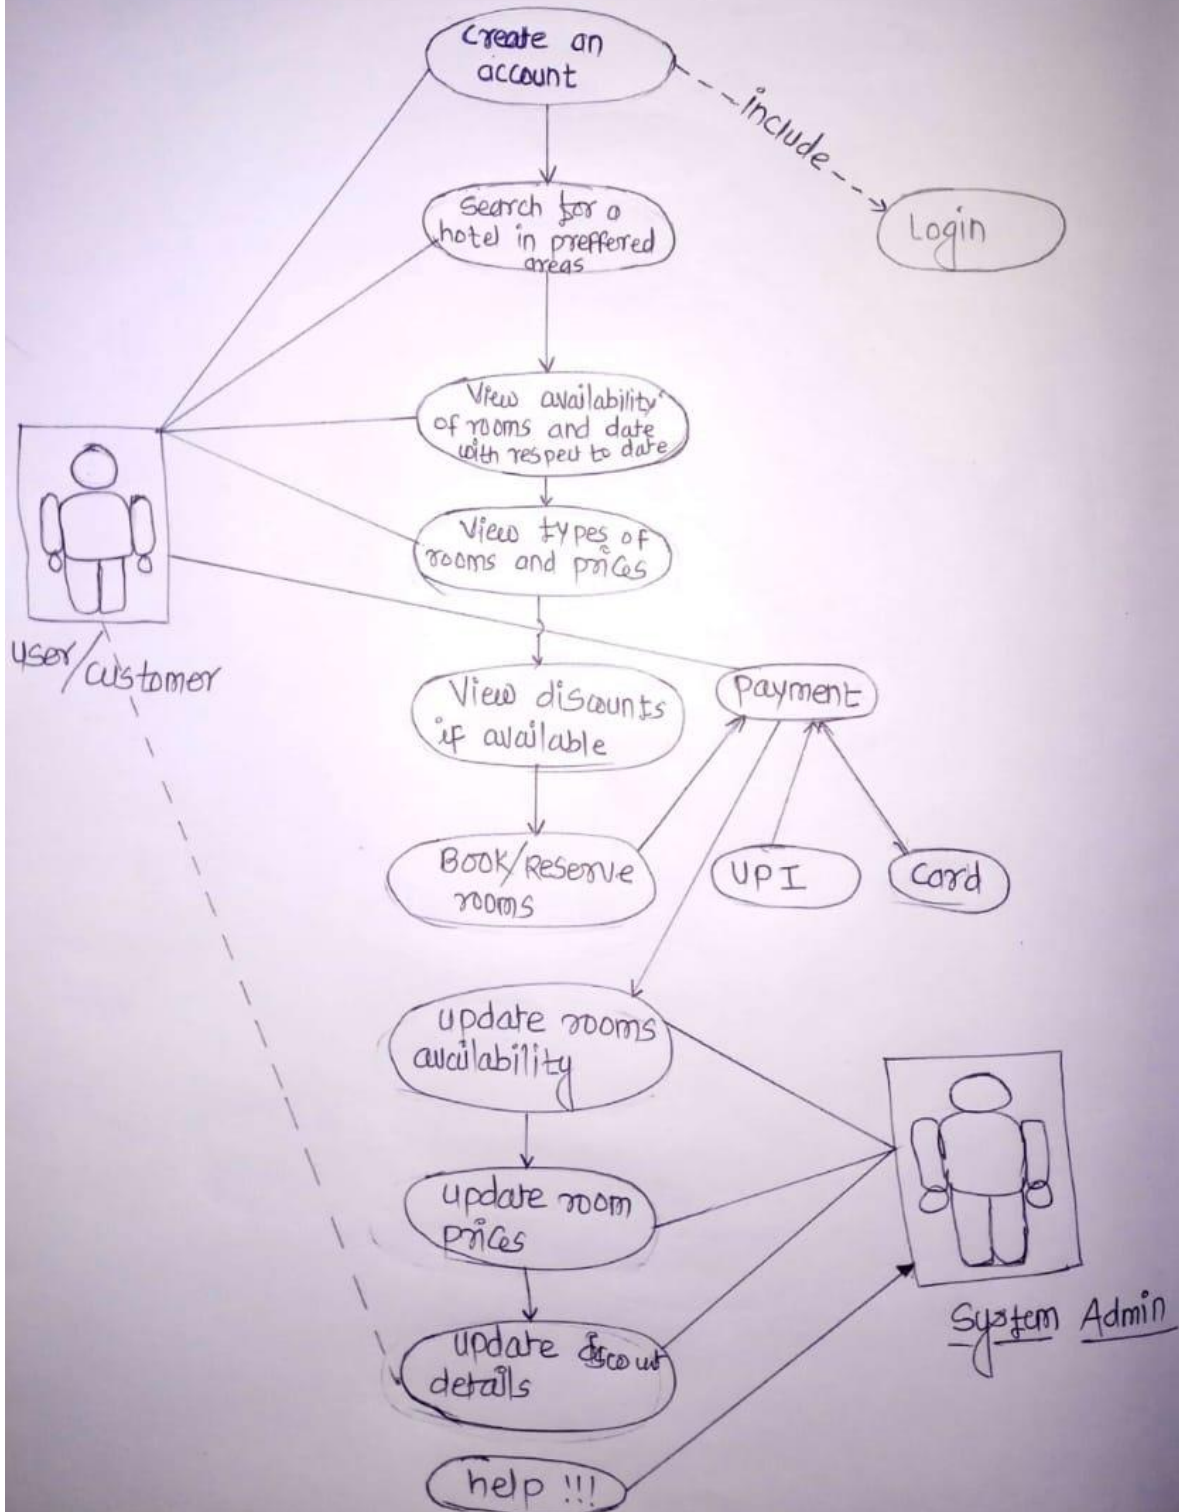 Create an
account
include
Login
Search for a
hotel in preffered
areas
View availability
of rooms and date
with respect to date
View types of
rooms and prices
user/customer
View discounts
if available
payment
Book/Reserve
rooms
UPI
Card
update rooms
availability
update room
prices
System Admin
update discout
details
help !!!